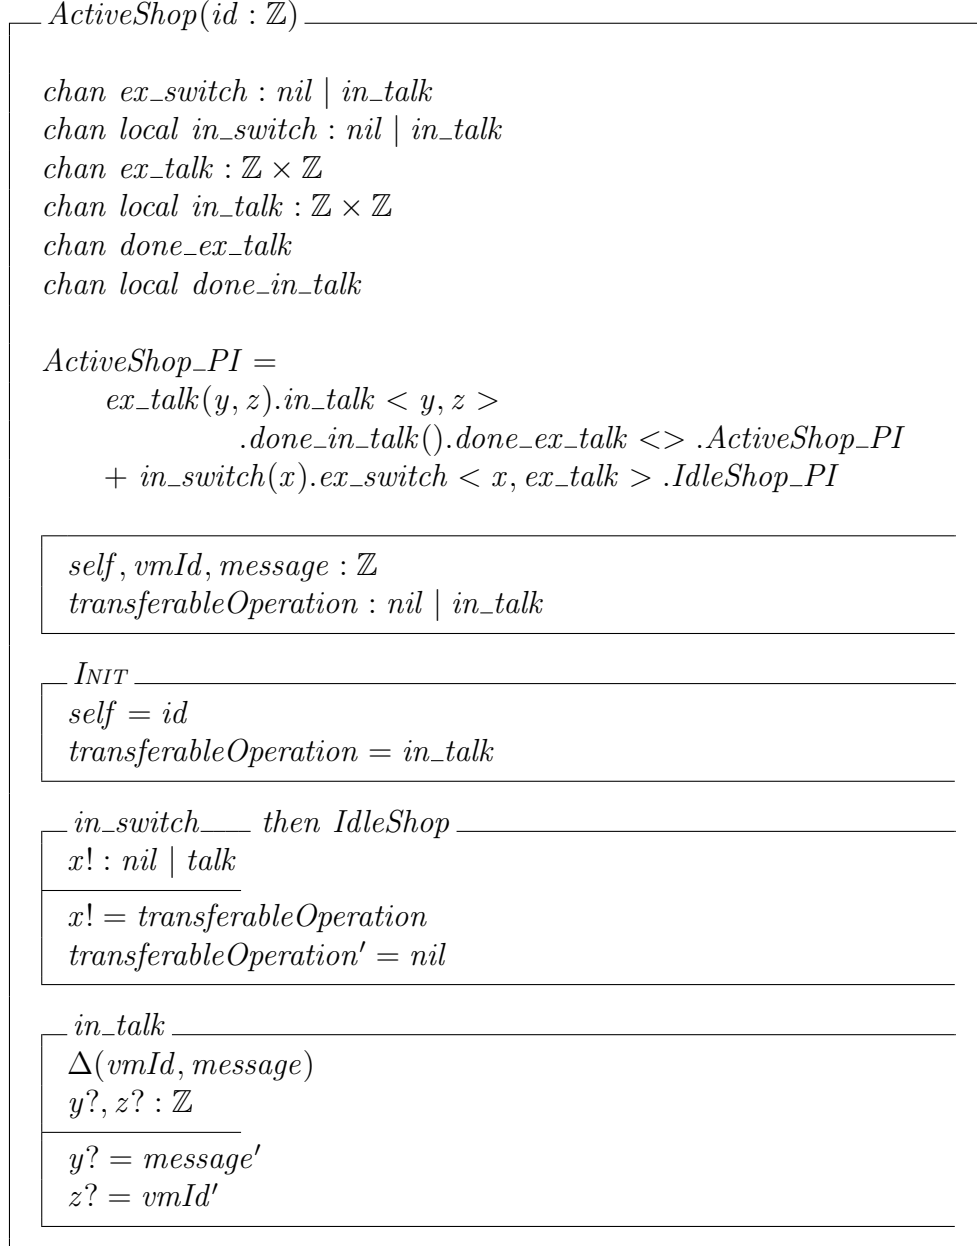 ActiveShop(id : ℤ)
chan ex_switch : nil | in_talk
chan local in_switch : nil | in_talk
chan ex_talk : ℤ × ℤ
chan local in_talk : ℤ × ℤ
chan done_ex_talk
chan local done_in_talk
ActiveShop_PI =
ex_talk(y, z).in_talk < y, z >
.done_in_talk().done_ex_talk <> .ActiveShop_PI
+ in_switch(x).ex_switch < x, ex_talk > .IdleShop_PI
self, vmId, message : ℤ
transferableOperation : nil | in_talk
INIT
self = id
transferableOperation = in_talk
in_switch then IdleShop
x! : nil | talk
x! = transferableOperation
transferableOperation′ = nil
in_talk
Δ(vmId, message)
y?, z? : ℤ
y? = message′
z? = vmId′